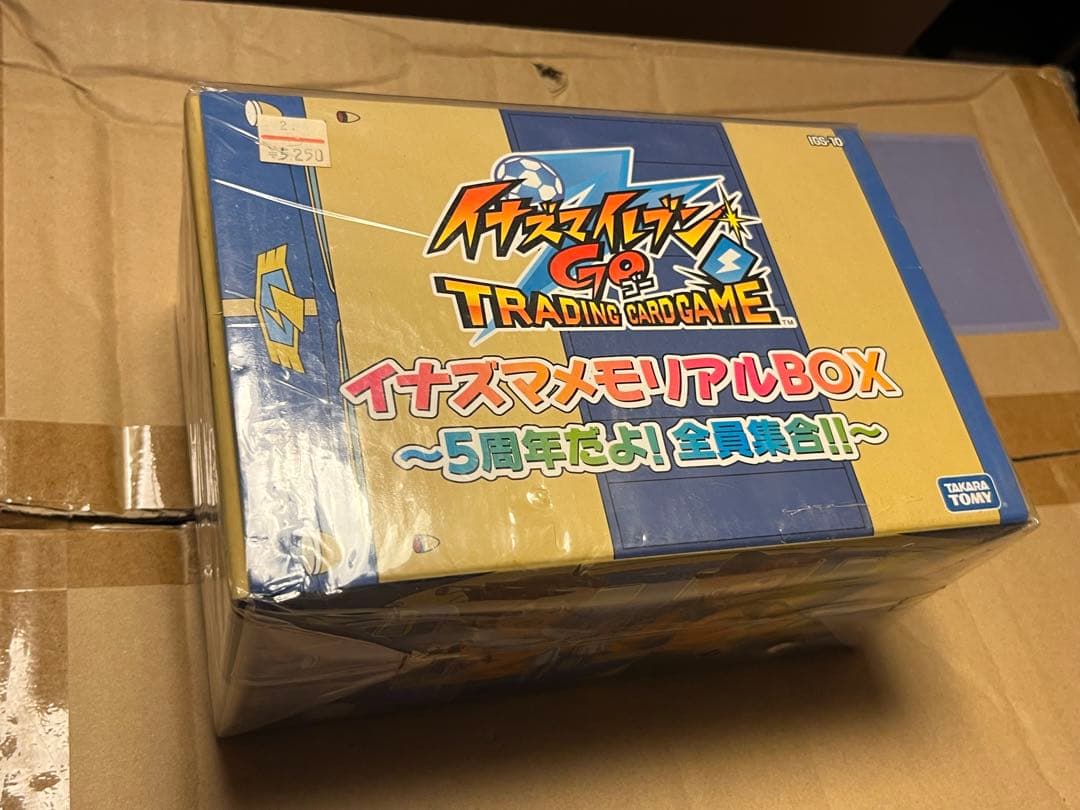 2.
¥5,250
IGS-10
イナズマイレブン
GO
ゴー
TRADING CARD GAME
TM
イナズマメモリアルBOX
～5周年だよ! 全員集合!!～
TAKARA
TOMY